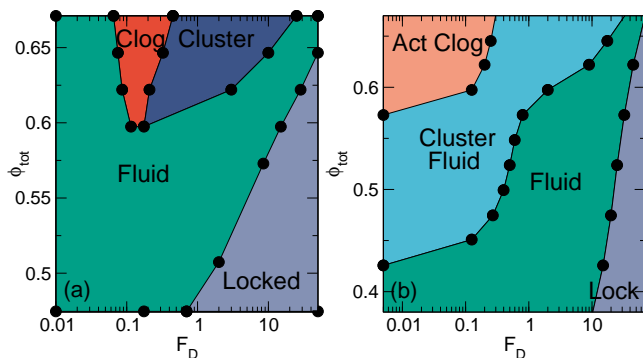 Clog Cluster
Fluid
Locked
(a)
0.65
0.6
0.55
0.5
ϕtot
0.01 0.1 1 10
FD
Act Clog
Cluster
Fluid
Fluid
Lock
(b)
0.6
0.5
0.4
ϕtot
0.01 0.1 1 10
FD